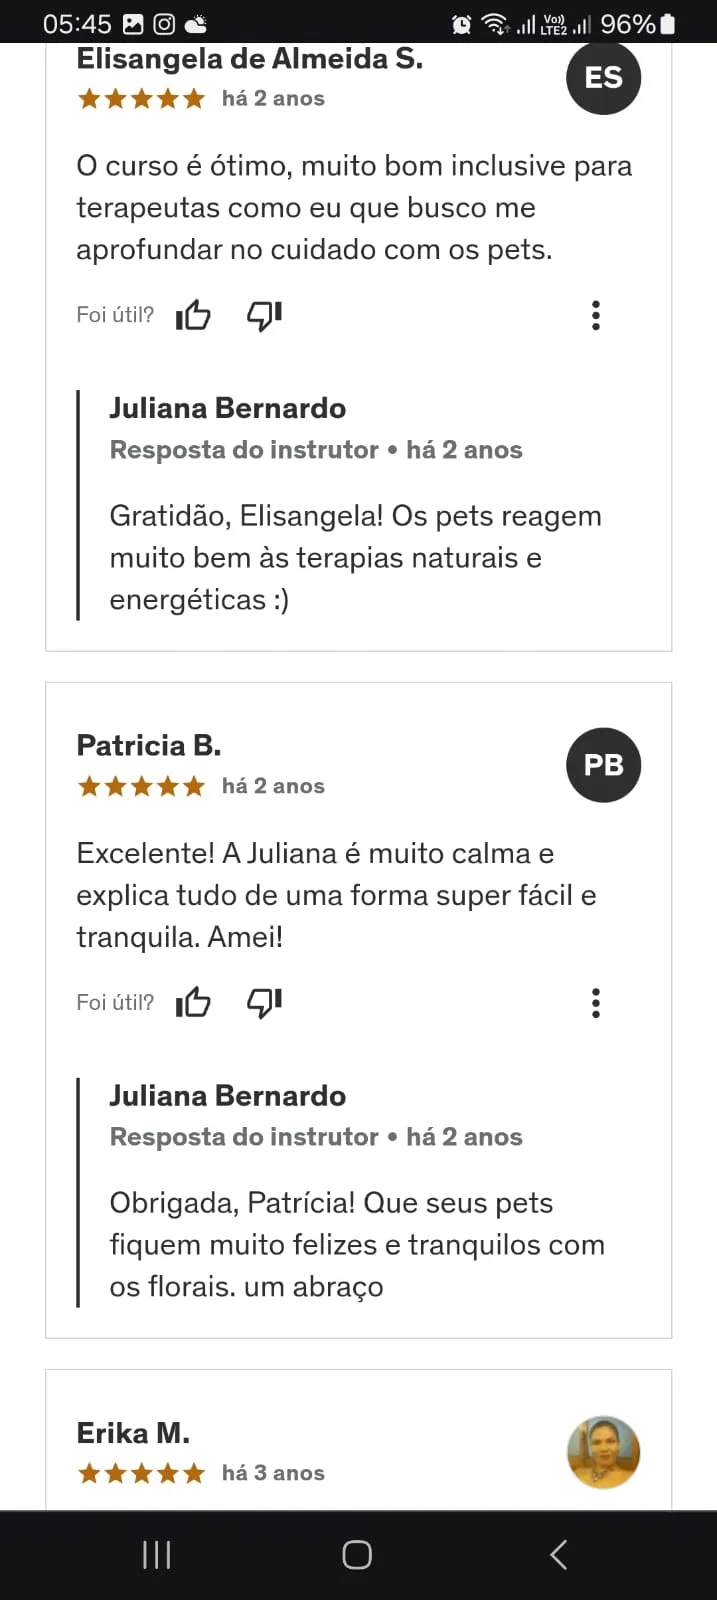 05:45
Vo))
LTE2
96%
Elisangela de Almeida S.
há 2 anos
ES
O curso é ótimo, muito bom inclusive para
terapeutas como eu que busco me
aprofundar no cuidado com os pets.
Foi útil?
Juliana Bernardo
Resposta do instrutor • há 2 anos
Gratidão, Elisangela! Os pets reagem
muito bem às terapias naturais e
energéticas :)
Patricia B.
há 2 anos
PB
Excelente! A Juliana é muito calma e
explica tudo de uma forma super fácil e
tranquila. Amei!
Foi útil?
Juliana Bernardo
Resposta do instrutor • há 2 anos
Obrigada, Patrícia! Que seus pets
fiquem muito felizes e tranquilos com
os florais. um abraço
Erika M.
há 3 anos